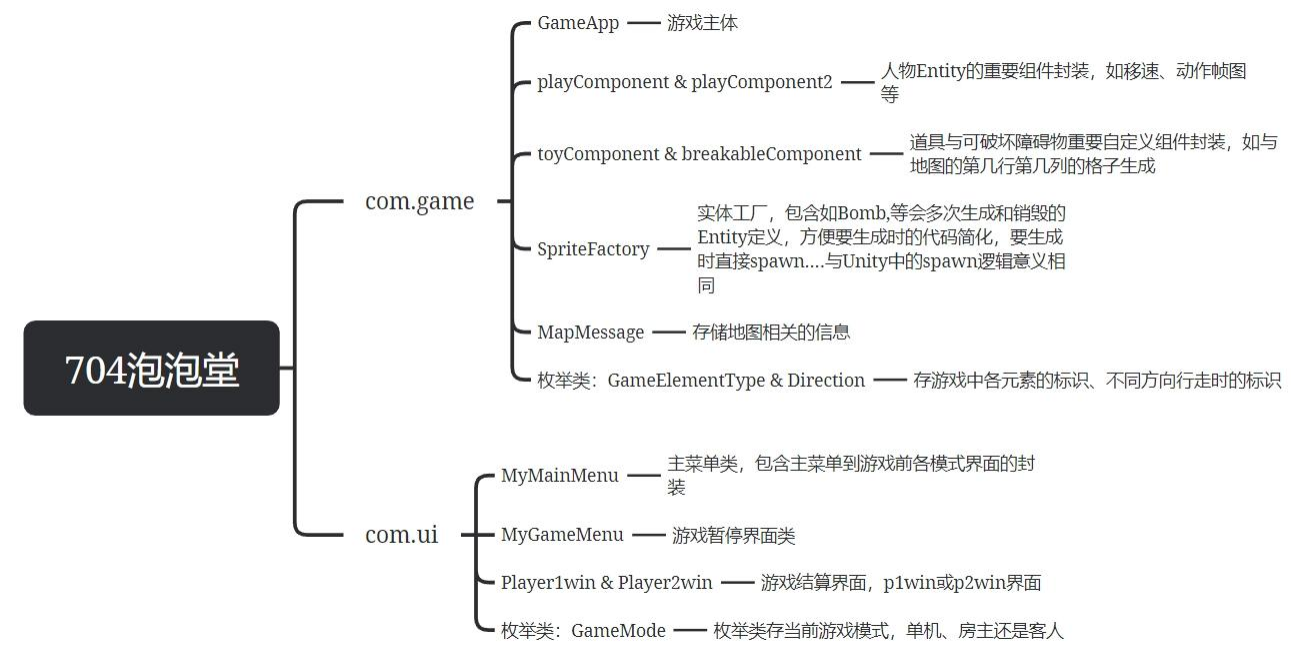 704泡泡堂
com.game
GameApp
游戏主体
playComponent & playComponent2
人物Entity的重要组件封装，如移速、动作帧图
等
toyComponent & breakableComponent
道具与可破坏障碍物重要自定义组件封装，如与
地图的第几行第几列的格子生成
SpriteFactory
实体工厂，包含如Bomb,等会多次生成和销毁的
Entity定义，方便要生成时的代码简化，要生成
时直接spawn....与Unity中的spawn逻辑意义相
同
MapMessage
存储地图相关的信息
枚举类：GameElementType & Direction
存游戏中各元素的标识、不同方向行走时的标识
com.ui
MyMainMenu
主菜单类，包含主菜单到游戏前各模式界面的封
装
MyGameMenu
游戏暂停界面类
Player1win & Player2win
游戏结算界面，p1win或p2win界面
枚举类：GameMode
枚举类存当前游戏模式，单机、房主还是客人